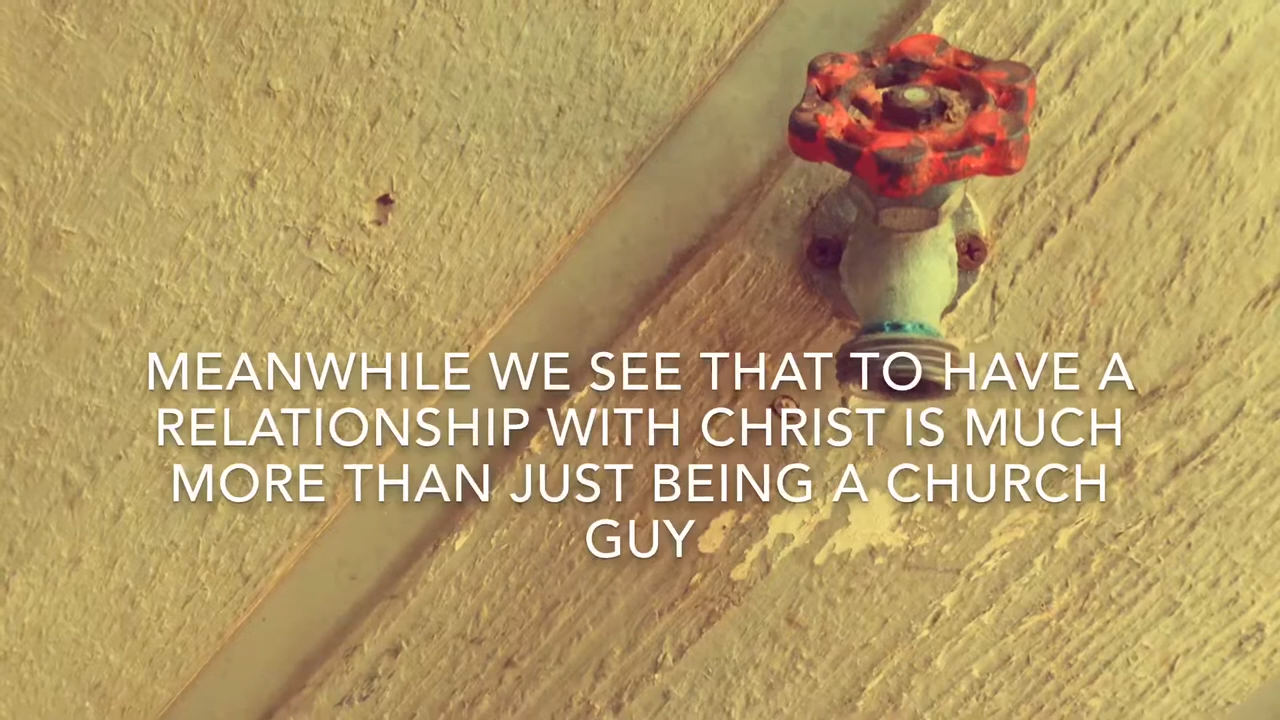 MEANWHILE WE SEE THAT TO HAVE A
RELATIONSHIP WITH CHRIST IS MUCH
MORE THAN JUST BEING A CHURCH
GUY